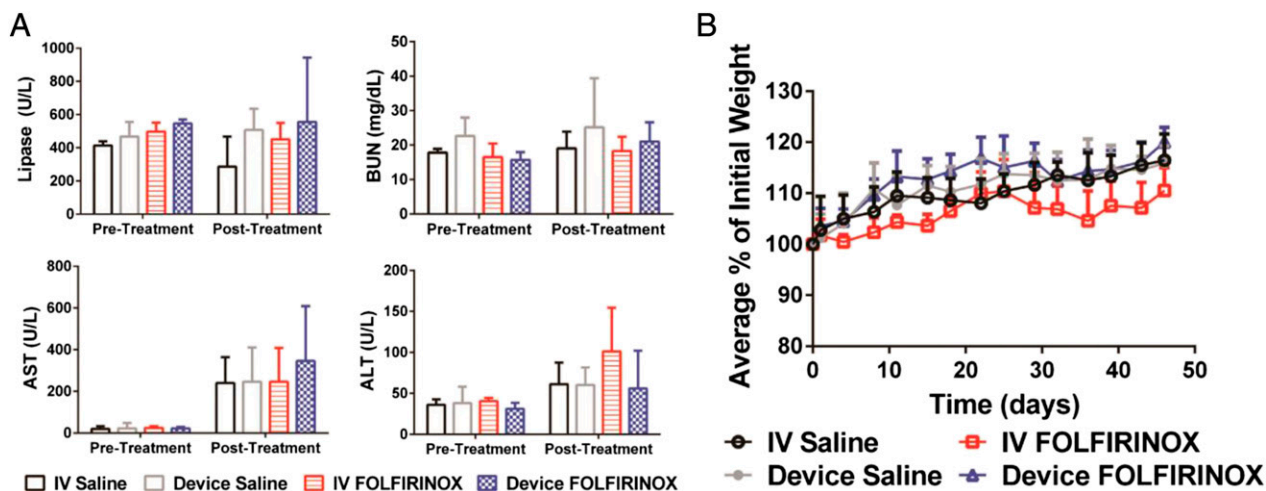 A
B
Lipase (U/L)
1000
800
600
400
200
0
Pre-Treatment
Post-Treatment
BUN (mg/dL)
50
40
30
20
10
0
Pre-Treatment
Post-Treatment
AST (U/L)
800
600
400
200
0
Pre-Treatment
Post-Treatment
ALT (U/L)
200
150
100
50
0
Pre-Treatment
Post-Treatment
IV Saline
Device Saline
IV FOLFIRINOX
Device FOLFIRINOX
Average % of Initial Weight
130
120
110
100
90
80
0
10
20
30
40
50
Time (days)
IV Saline
IV FOLFIRINOX
Device Saline
Device FOLFIRINOX